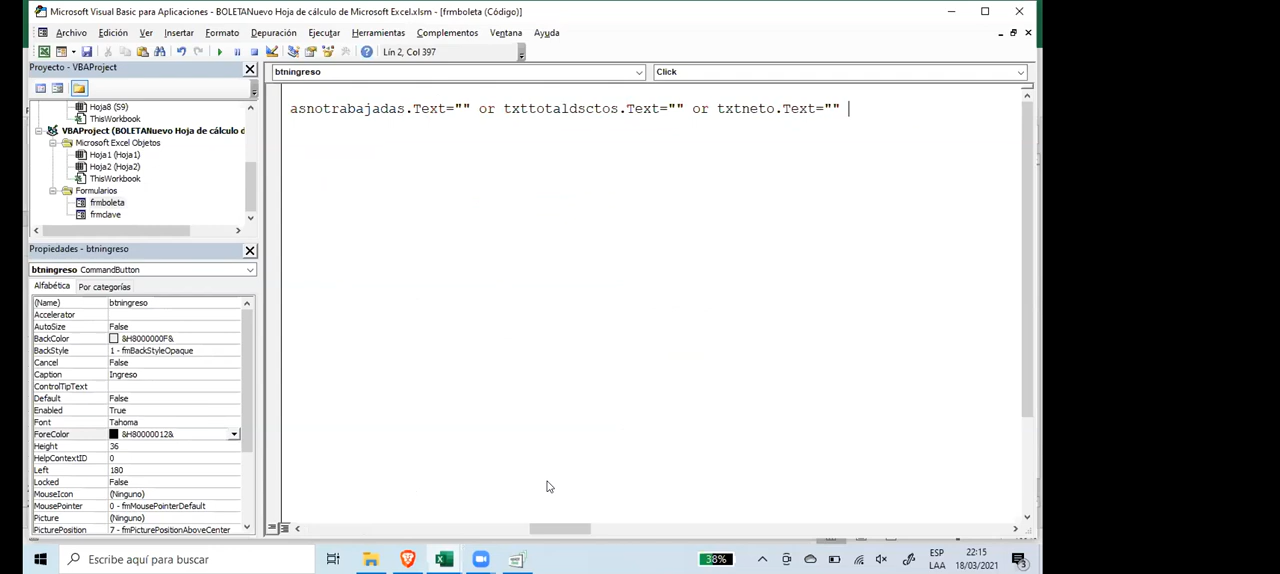 Microsoft Visual Basic para Aplicaciones - BOLETANuevo Hoja de cálculo de Microsoft Excel.xlsm - [frmboleta (Código)]
Archivo Edición Ver Insertar Formato Depuración Ejecutar Herramientas Complementos Ventana Ayuda
Lín 2, Col 397
Proyecto - VBAProject
btningreso Click
Hoja8 (S9)
ThisWorkbook
VBAProject (BOLETANuevo Hoja de cálculo d
Microsoft Excel Objetos
Hoja1 (Hoja1)
Hoja2 (Hoja2)
ThisWorkbook
Formularios
frmboleta
frmclave
asnotrabajadas.Text="" or txttotaldsctos.Text="" or txtneto.Text=""
Propiedades - btningreso
btningreso CommandButton
Alfabética Por categorías
(Name) btningreso
Accelerator
AutoSize False
BackColor &H8000000F&
BackStyle 1 - fmBackStyleOpaque
Cancel False
Caption Ingreso
ControlTipText
Default False
Enabled True
Font Tahoma
ForeColor &H80000012&
Height 36
HelpContextID 0
Left 180
Locked False
MouseIcon (Ninguno)
MousePointer 0 - fmMousePointerDefault
Picture (Ninguno)
PicturePosition 7 - fmPicturePositionAboveCenter
Escribe aquí para buscar
38%
ESP 22:15
LAA 18/03/2021
3